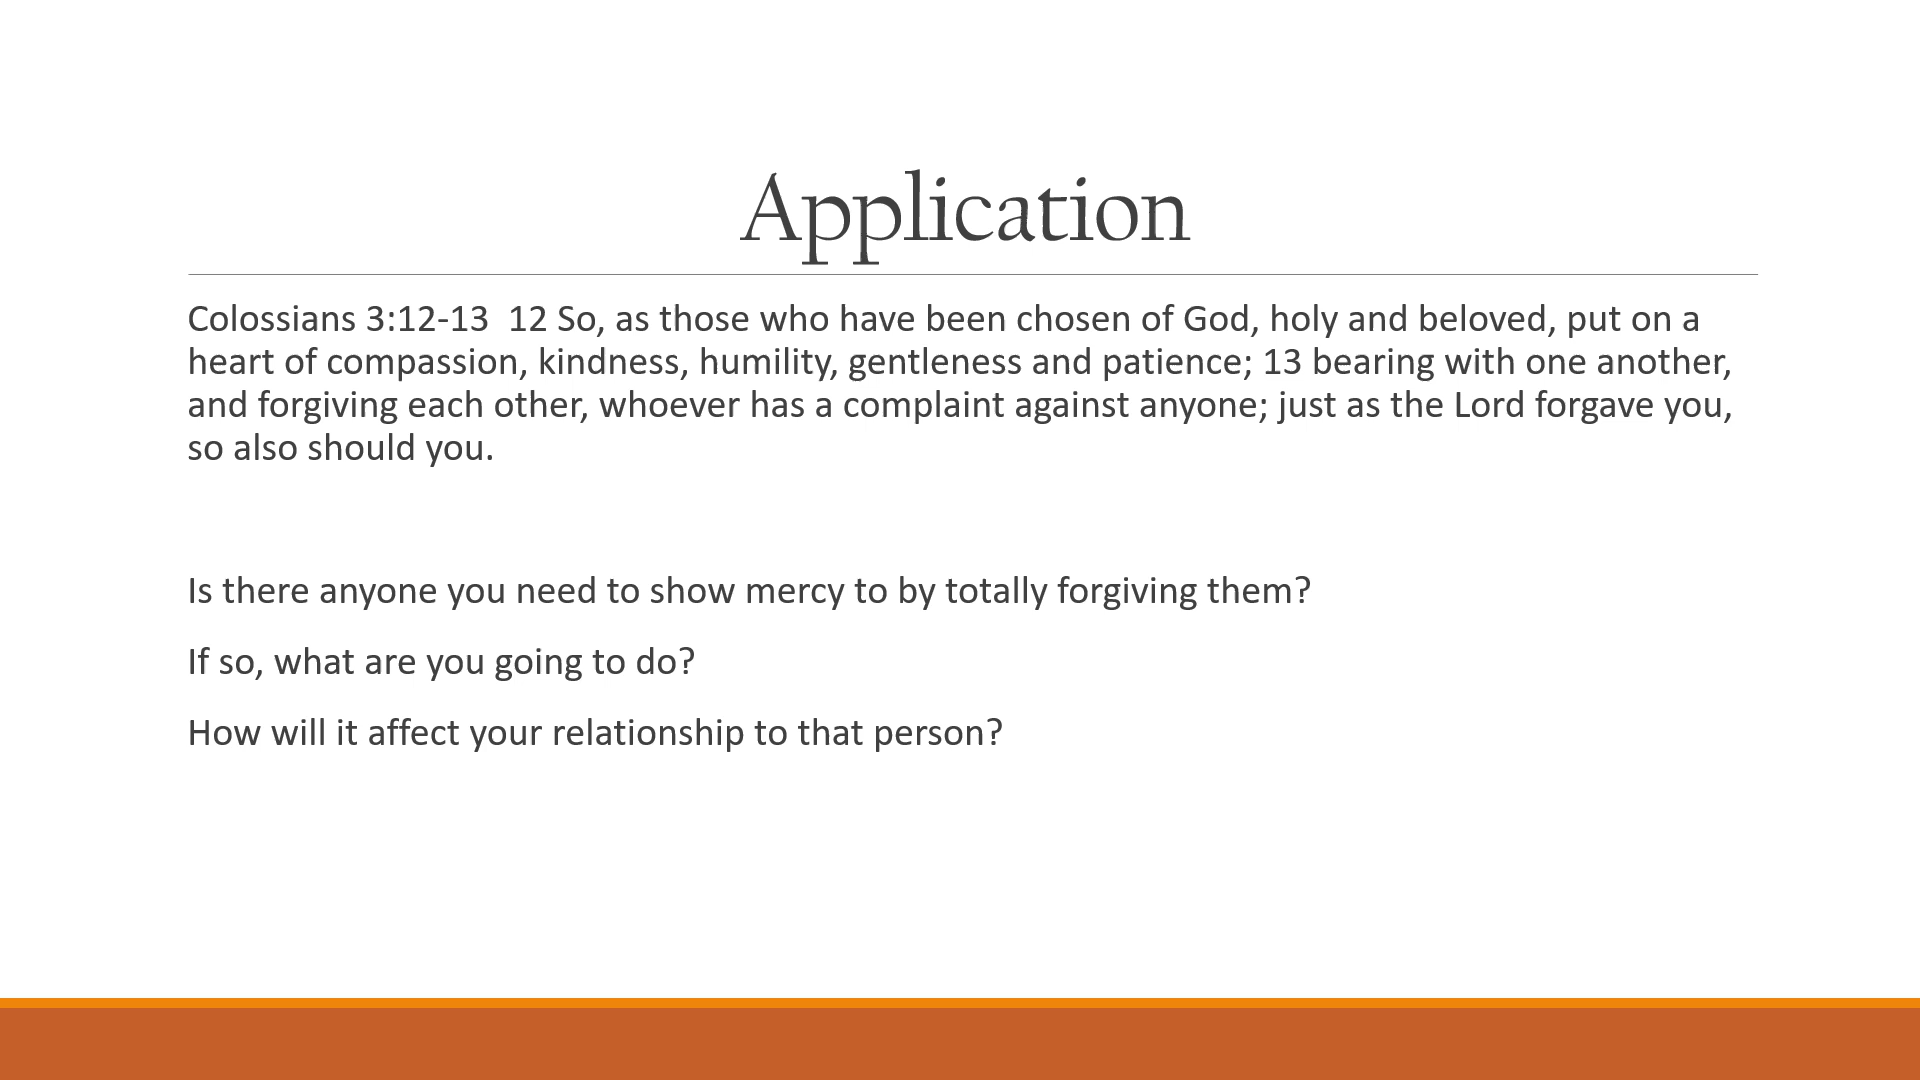 Application
Colossians 3:12-13  12 So, as those who have been chosen of God, holy and beloved, put on a
heart of compassion, kindness, humility, gentleness and patience; 13 bearing with one another,
and forgiving each other, whoever has a complaint against anyone; just as the Lord forgave you,
so also should you.
Is there anyone you need to show mercy to by totally forgiving them?
If so, what are you going to do?
How will it affect your relationship to that person?